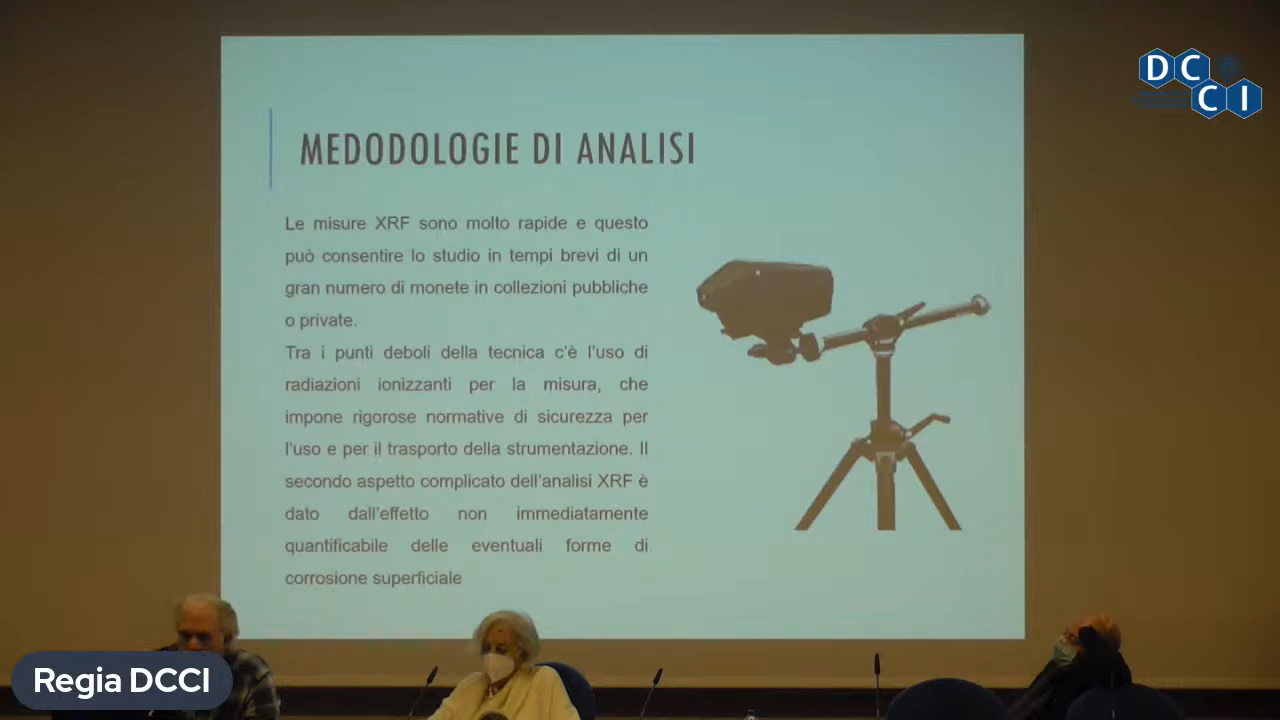 DCCI
MEDODOLOGIE DI ANALISI
Le misure XRF sono molto rapide e questo
può consentire lo studio in tempi brevi di un
gran numero di monete in collezioni pubbliche
o private.
Tra i punti deboli della tecnica c'è l'uso di
radiazioni ionizzanti per la misura, che
impone rigorose normative di sicurezza per
l'uso e per il trasporto della strumentazione. Il
secondo aspetto complicato dell'analisi XRF è
dato dall'effetto non immediatamente
quantificabile delle eventuali forme di
corrosione superficiale
Regia DCCI